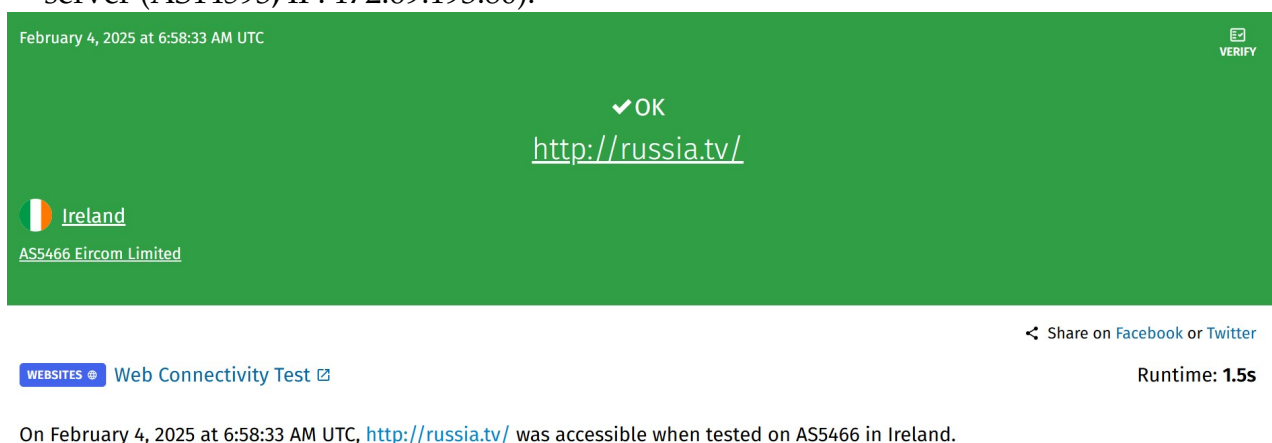 February 4, 2025 at 6:58:33 AM UTC
VERIFY
OK
http://russia.tv/
Ireland
AS5466 Eircom Limited
Share on Facebook or Twitter
WEBSITES Web Connectivity Test
Runtime: 1.5s
On February 4, 2025 at 6:58:33 AM UTC, http://russia.tv/ was accessible when tested on AS5466 in Ireland.